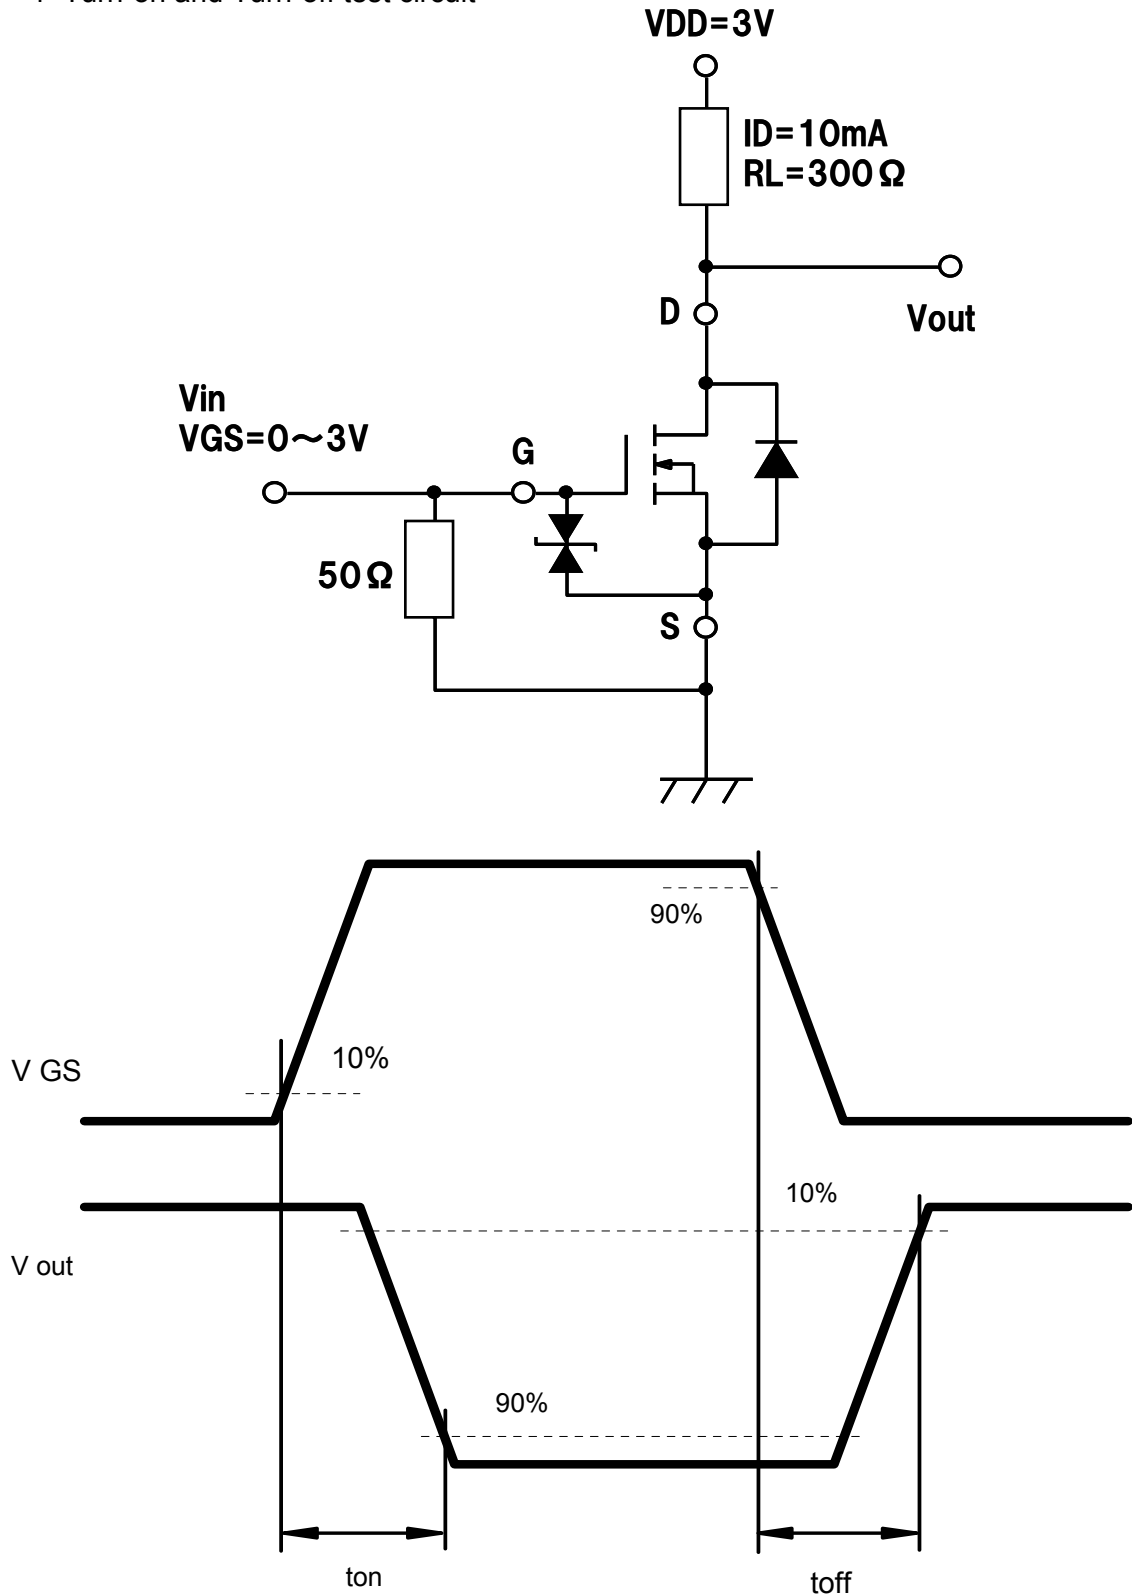 VDD=3V
ID=10mA
RL=300Ω
D
Vout
Vin
VGS=0～3V
G
50Ω
S
90%
10%
V GS
10%
V out
90%
ton
toff